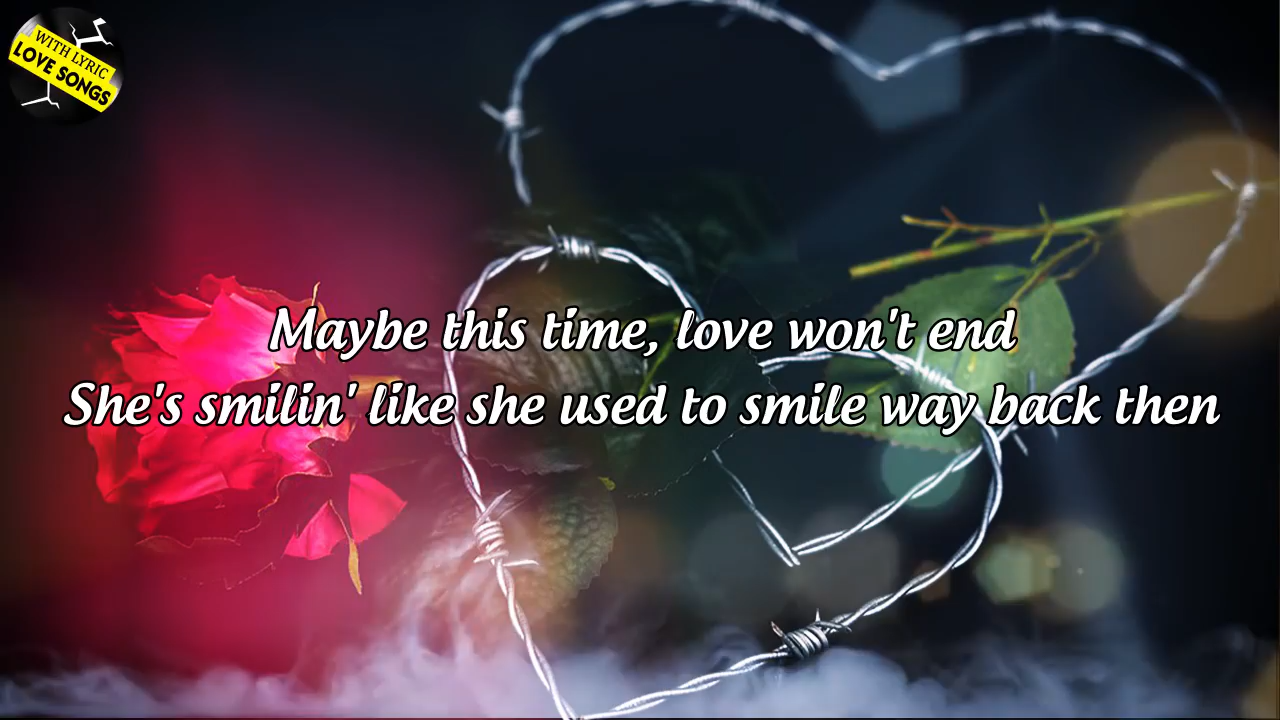 WITH LYRIC
LOVE SONGS
Maybe this time, love won't end
She's smilin' like she used to smile way back then